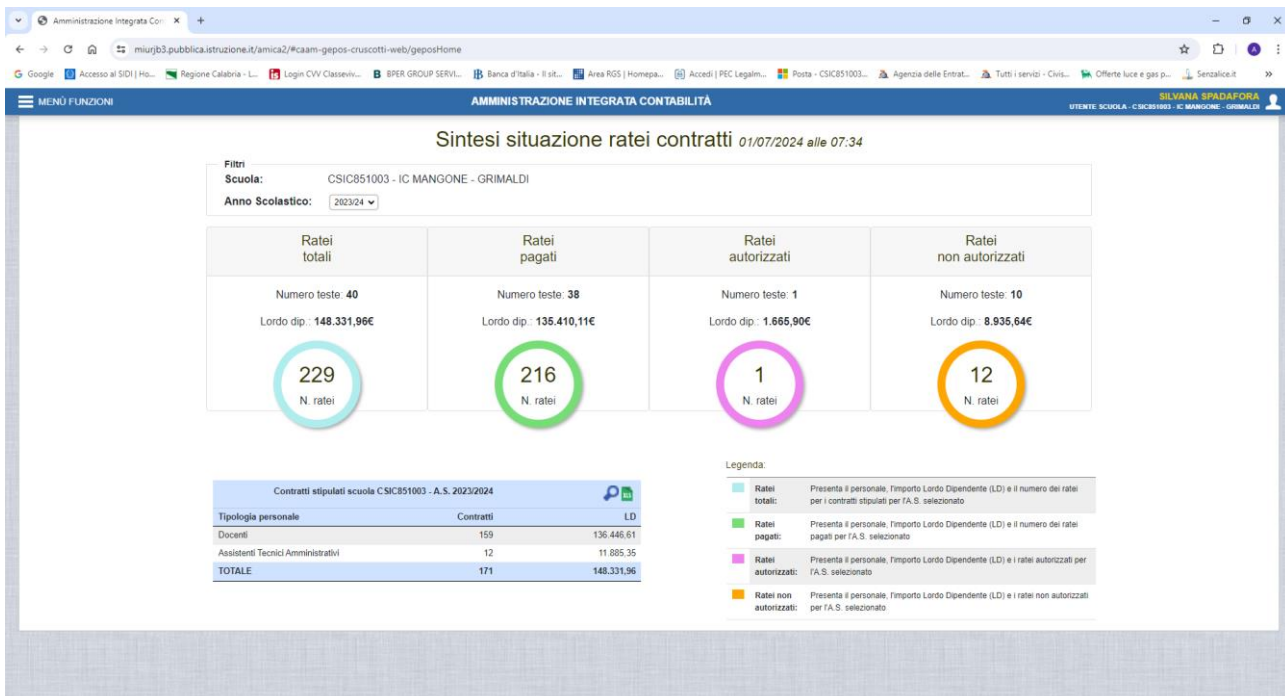 Amministrazione Integrata Con
miurjb3.pubblica.istruzione.it/amica2/#caam-gepos-cruscotti-web/geposHome
Google Accesso al SIDI | Ho... Regione Calabria - L... Login CVV Classeviv... BPER GROUP SERVI... Banca d'Italia - Il sit... Area RGS | Homepa... Accedi | PEC Legalm... Posta - CSIC851003... Agenzia delle Entrat... Tutti i servizi - Civis... Offerte luce e gas p... Senzalice.it
MENÙ FUNZIONI AMMINISTRAZIONE INTEGRATA CONTABILITÀ SILVANA SPADAFORA
UTENTE SCUOLA - CSIC851003 - IC MANGONE - GRIMALDI
Sintesi situazione ratei contratti 01/07/2024 alle 07:34
Filtri
Scuola: CSIC851003 - IC MANGONE - GRIMALDI
Anno Scolastico: 2023/24
Ratei totali
Numero teste: 40
Lordo dip.: 148.331,96€
229
N. ratei
Ratei pagati
Numero teste: 38
Lordo dip.: 135.410,11€
216
N. ratei
Ratei autorizzati
Numero teste: 1
Lordo dip.: 1.665,90€
1
N. ratei
Ratei non autorizzati
Numero teste: 10
Lordo dip.: 8.935,64€
12
N. ratei
Contratti stipulati scuola CSIC851003 - A.S. 2023/2024
Tipologia personale Contratti LD
Docenti 159 136.446,61
Assistenti Tecnici Amministrativi 12 11.885,35
TOTALE 171 148.331,96
Legenda:
Ratei totali: Presenta il personale, l'importo Lordo Dipendente (LD) e il numero dei ratei
per i contratti stipulati per l'A.S. selezionato
Ratei pagati: Presenta il personale, l'importo Lordo Dipendente (LD) e il numero dei ratei
pagati per l'A.S. selezionato
Ratei autorizzati: Presenta il personale, l'importo Lordo Dipendente (LD) e i ratei autorizzati per
l'A.S. selezionato
Ratei non autorizzati: Presenta il personale, l'importo Lordo Dipendente (LD) e i ratei non autorizzati
per l'A.S. selezionato